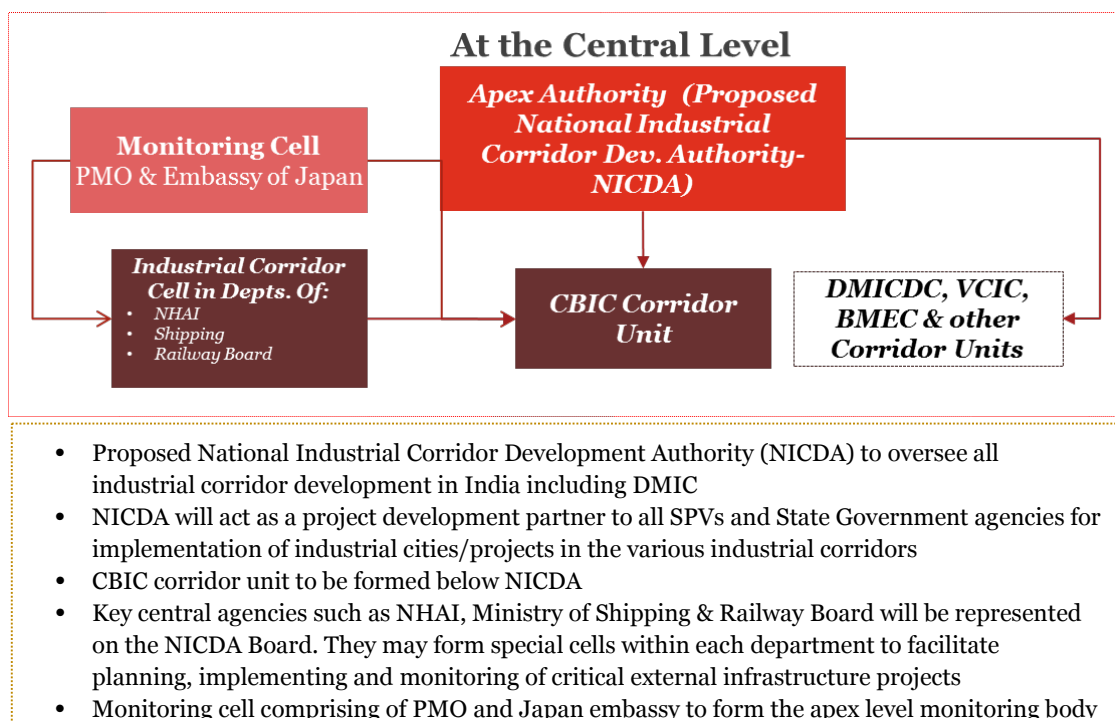 At the Central Level
Monitoring Cell
PMO & Embassy of Japan
Apex Authority (Proposed
National Industrial
Corridor Dev. Authority-
NICDA)
Industrial Corridor
Cell in Depts. Of:
• NHAI
• Shipping
• Railway Board
CBIC Corridor
Unit
DMICDC, VCIC,
BMEC & other
Corridor Units
• Proposed National Industrial Corridor Development Authority (NICDA) to oversee all
industrial corridor development in India including DMIC
• NICDA will act as a project development partner to all SPVs and State Government agencies for
implementation of industrial cities/projects in the various industrial corridors
• CBIC corridor unit to be formed below NICDA
• Key central agencies such as NHAI, Ministry of Shipping & Railway Board will be represented
on the NICDA Board. They may form special cells within each department to facilitate
planning, implementing and monitoring of critical external infrastructure projects
• Monitoring cell comprising of PMO and Japan embassy to form the apex level monitoring body